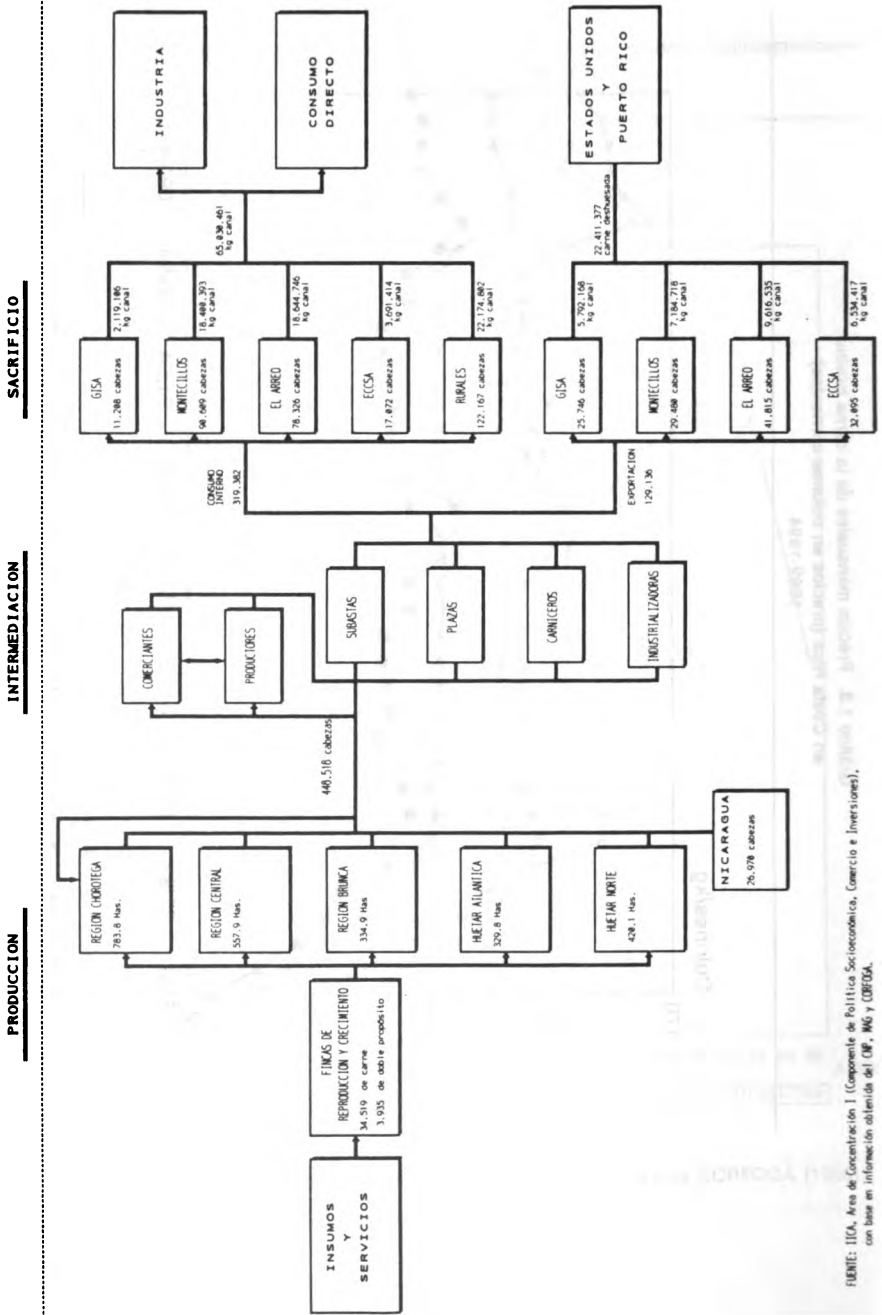 PRODUCCION
INTERMEDIACION
SACRIFICIO
INSUMOS
Y
SERVICIOS
FINCAS DE
REPRODUCCION Y CRECIMIENTO
34.519 de carne
3.935 de doble propósito
REGION CHOROTEGA
783.8 Has.
REGION CENTRAL
557.9 Has.
REGION BRUNCA
334.9 Has
HUETAR ATLANTICA
329.8 Has
HUETAR NORTE
420.1 Has.
NICARAGUA
26.970 cabezas
448.518 cabezas
COMERCIANTES
PRODUCTORES
SUBASTAS
PLAZAS
CARNICEROS
INDUSTRIALIZADORAS
CONSUMO
INTERNO
319.382
EXPORTACION
129.136
GISA
11.208 cabezas
2.119.106
kg canal
MONTECILLOS
90.609 cabezas
18.400.393
kg canal
EL ARREO
78.326 cabezas
18.644.746
kg canal
ECCSA
17.072 cabezas
3.691.414
kg canal
RURALES
122.167 cabezas
22.174.802
kg canal
65.030.461
kg canal
INDUSTRIA
CONSUMO
DIRECTO
GISA
25.746 cabezas
5.792.168
kg canal
MONTECILLOS
29.480 cabezas
7.184.718
kg canal
EL ARREO
41.815 cabezas
9.616.535
kg canal
ECCSA
32.095 cabezas
6.534.417
kg canal
22.411.377
carne deshuesada
ESTADOS UNIDOS
Y
PUERTO RICO
FUENTE: IICA, Area de Concentración I (Componente de Política Socioeconómica, Comercio e Inversiones),
con base en información obtenida del CNP, MAG y CORFOGA.